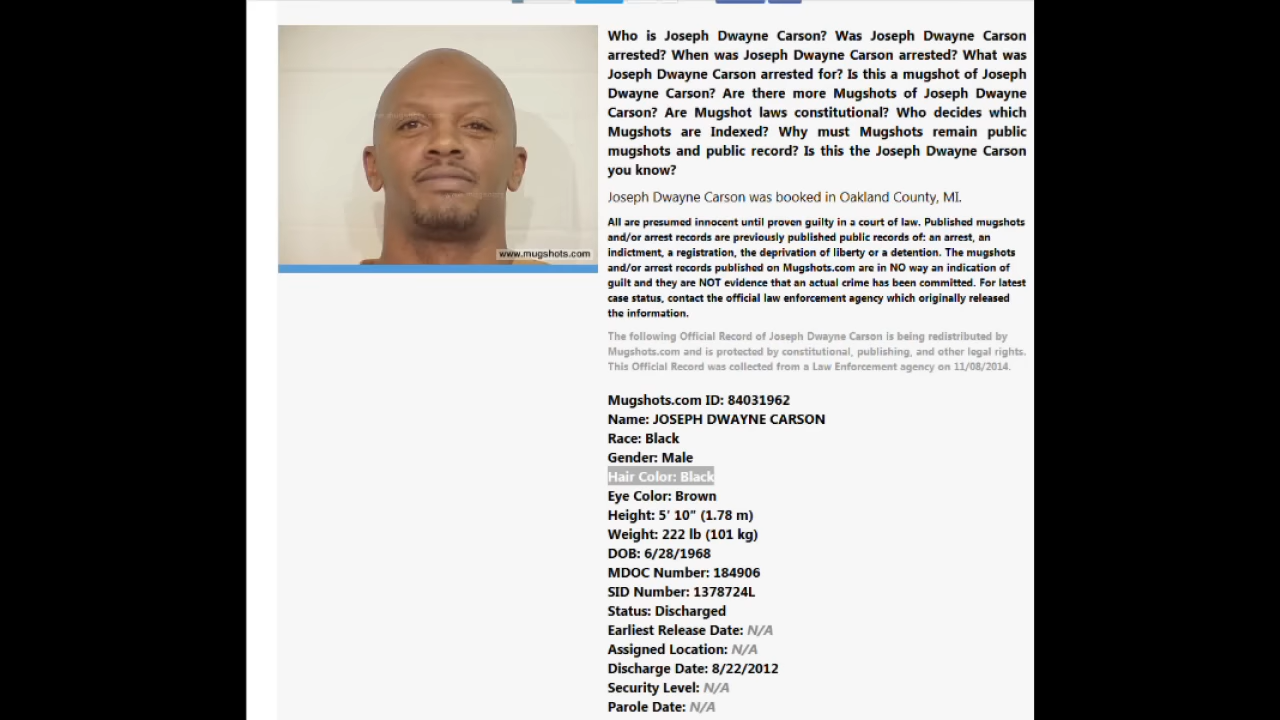 Who is Joseph Dwayne Carson? Was Joseph Dwayne Carson
arrested? When was Joseph Dwayne Carson arrested? What was
Joseph Dwayne Carson arrested for? Is this a mugshot of Joseph
Dwayne Carson? Are there more Mugshots of Joseph Dwayne
Carson? Are Mugshot laws constitutional? Who decides which
Mugshots are Indexed? Why must Mugshots remain public
mugshots and public record? Is this the Joseph Dwayne Carson
you know?
www.mugshots.com
Joseph Dwayne Carson was booked in Oakland County, MI.
All are presumed innocent until proven guilty in a court of law. Published mugshots
and/or arrest records are previously published public records of: an arrest, an
indictment, a registration, the deprivation of liberty or a detention. The mugshots
and/or arrest records published on Mugshots.com are in NO way an indication of
guilt and they are NOT evidence that an actual crime has been committed. For latest
case status, contact the official law enforcement agency which originally released
the information.
The following Official Record of Joseph Dwayne Carson is being redistributed by
Mugshots.com and is protected by constitutional, publishing, and other legal rights.
This Official Record was collected from a Law Enforcement agency on 11/08/2014.
Mugshots.com ID: 84031962
Name: JOSEPH DWAYNE CARSON
Race: Black
Gender: Male
Hair Color: Black
Eye Color: Brown
Height: 5' 10" (1.78 m)
Weight: 222 lb (101 kg)
DOB: 6/28/1968
MDOC Number: 184906
SID Number: 1378724L
Status: Discharged
Earliest Release Date: N/A
Assigned Location: N/A
Discharge Date: 8/22/2012
Security Level: N/A
Parole Date: N/A